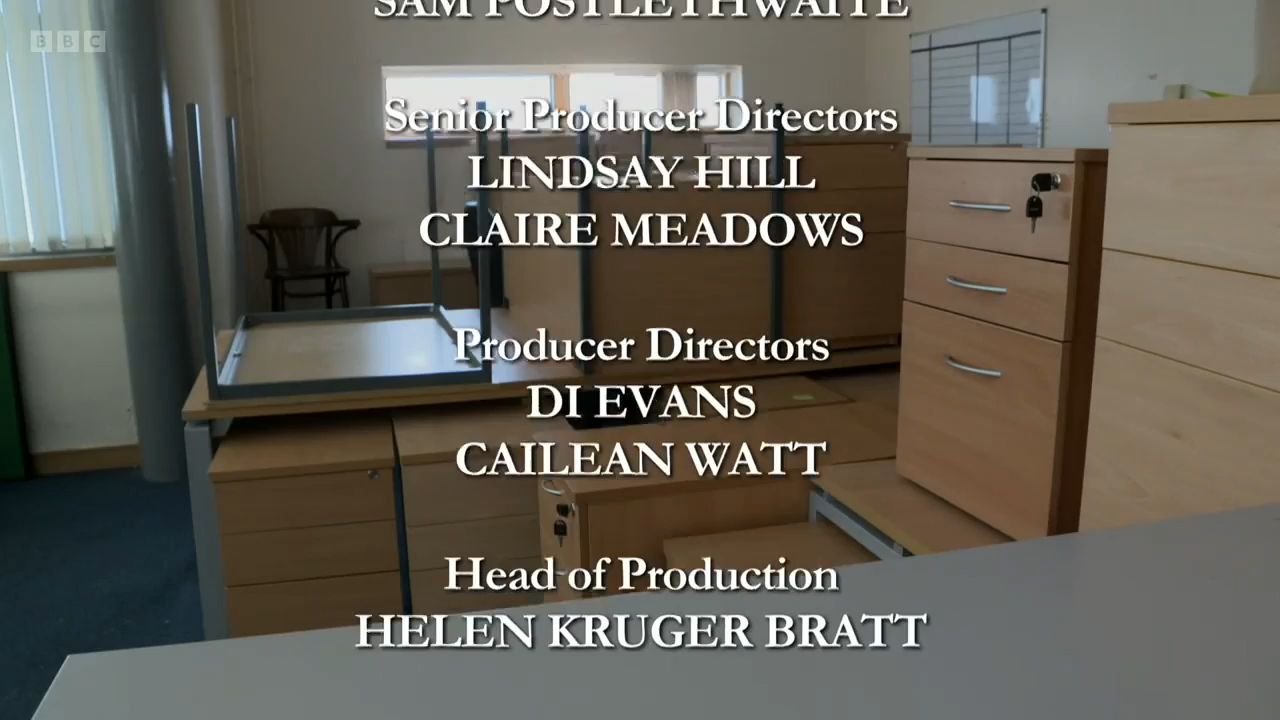 BBC
SAM POSTLETHWAITE
Senior Producer Directors
LINDSAY HILL
CLAIRE MEADOWS
Producer Directors
DI EVANS
CAILEAN WATT
Head of Production
HELEN KRUGER BRATT